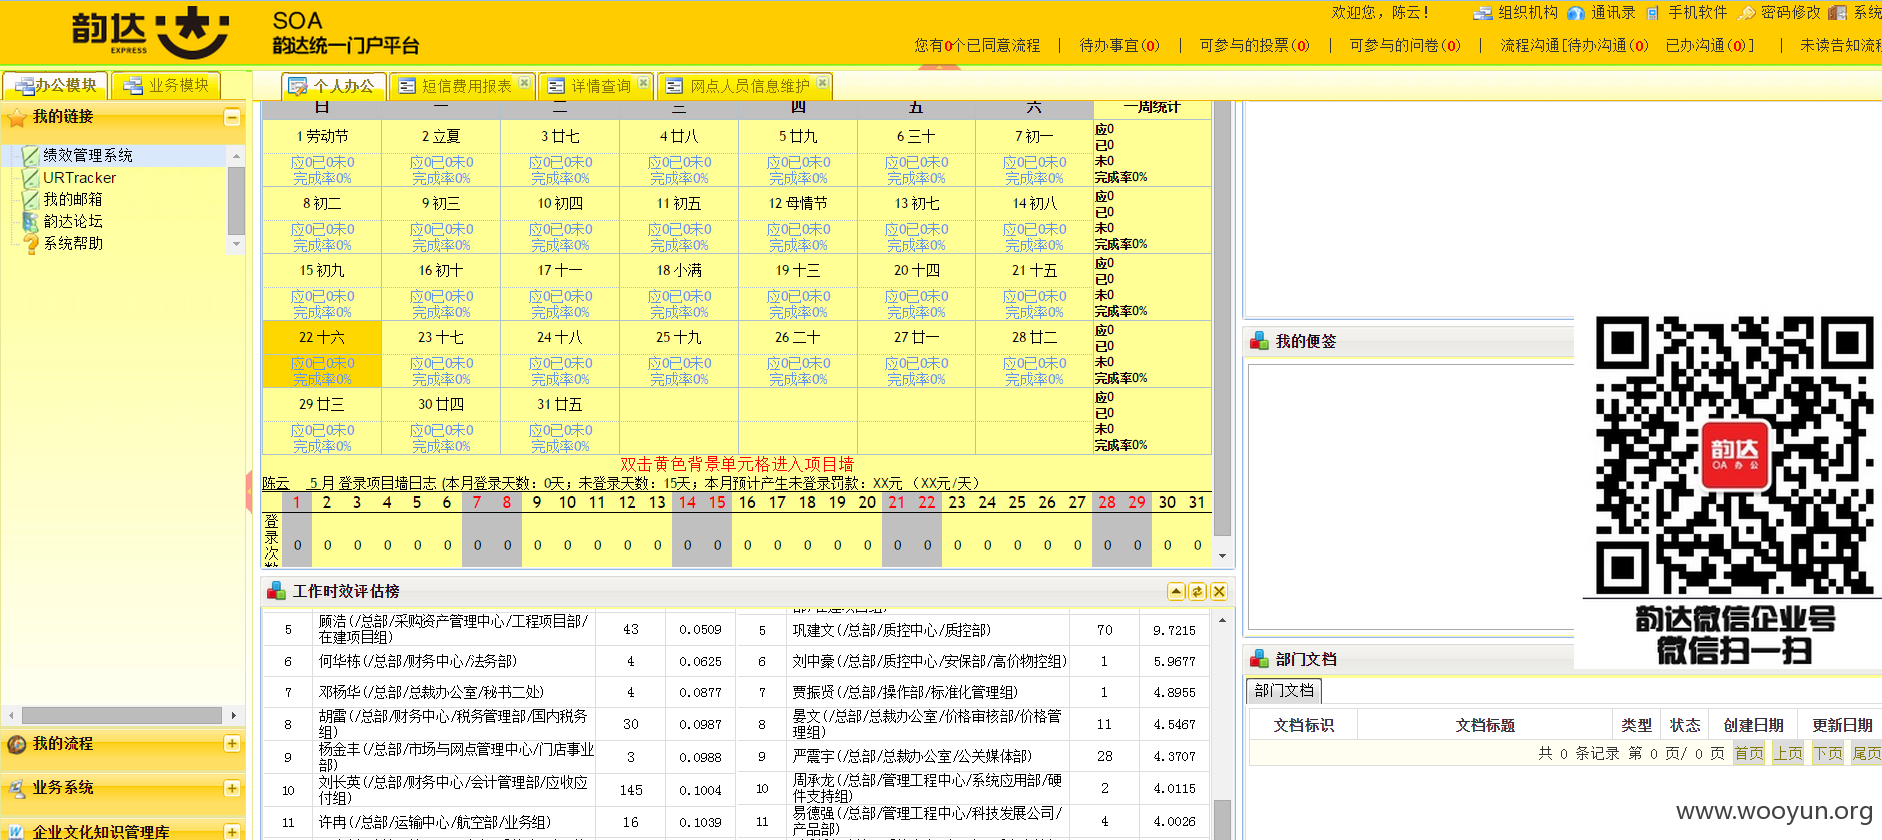 韵达 EXPRESS
SOA
韵达统一门户平台
欢迎您，陈云！ 组织机构 通讯录 手机软件 密码修改 系统
您有0个已同意流程 | 待办事宜(0) | 可参与的投票(0) | 可参与的问卷(0) | 流程沟通[待办沟通(0) 已办沟通(0)] | 未读告知流程
办公模块 业务模块
个人办公 短信费用报表 详情查询 网点人员信息维护
我的链接
绩效管理系统
URTracker
我的邮箱
韵达论坛
系统帮助
我的流程
业务系统
企业文化知识管理库
日 一 二 三 四 五 六 一周统计
1 劳动节 2 立夏 3 廿七 4 廿八 5 廿九 6 三十 7 初一
应0已0未0 应0已0未0 应0已0未0 应0已0未0 应0已0未0 应0已0未0 应0已0未0
完成率0% 完成率0% 完成率0% 完成率0% 完成率0% 完成率0% 完成率0%
应0
已0
未0
完成率0%
8 初二 9 初三 10 初四 11 初五 12 母情节 13 初七 14 初八
应0已0未0 应0已0未0 应0已0未0 应0已0未0 应0已0未0 应0已0未0 应0已0未0
完成率0% 完成率0% 完成率0% 完成率0% 完成率0% 完成率0% 完成率0%
应0
已0
未0
完成率0%
15 初九 16 初十 17 十一 18 小满 19 十三 20 十四 21 十五
应0已0未0 应0已0未0 应0已0未0 应0已0未0 应0已0未0 应0已0未0 应0已0未0
完成率0% 完成率0% 完成率0% 完成率0% 完成率0% 完成率0% 完成率0%
应0
已0
未0
完成率0%
22 十六 23 十七 24 十八 25 十九 26 二十 27 廿一 28 廿二
应0已0未0 应0已0未0 应0已0未0 应0已0未0 应0已0未0 应0已0未0 应0已0未0
完成率0% 完成率0% 完成率0% 完成率0% 完成率0% 完成率0% 完成率0%
应0
已0
未0
完成率0%
29 廿三 30 廿四 31 廿五
应0已0未0 应0已0未0 应0已0未0
完成率0% 完成率0% 完成率0%
应0
已0
未0
完成率0%
双击黄色背景单元格进入项目墙
陈云 5 月 登录项目墙日志 (本月登录天数：0天；未登录天数：15天；本月预计产生未登录罚款：XX元 （XX元/天）
1 2 3 4 5 6 7 8 9 10 11 12 13 14 15 16 17 18 19 20 21 22 23 24 25 26 27 28 29 30 31
登录次数 0 0 0 0 0 0 0 0 0 0 0 0 0 0 0 0 0 0 0 0 0 0 0 0 0 0 0 0 0 0 0
工作时效评估榜
5 顾浩(/总部/采购资产管理中心/工程项目部/在建项目组) 43 0.0509 5 巩建文(/总部/质控中心/质控部) 70 9.7215
6 何华栋(/总部/财务中心/法务部) 4 0.0625 6 刘中豪(/总部/质控中心/安保部/高价物控组) 1 5.9677
7 邓杨华(/总部/总裁办公室/秘书二处) 4 0.0877 7 贾振贤(/总部/操作部/标准化管理组) 1 4.8955
8 胡雷(/总部/财务中心/税务管理部/国内税务组) 30 0.0987 8 晏文(/总部/总裁办公室/价格审核部/价格管理组) 11 4.5467
9 杨金丰(/总部/市场与网点管理中心/门店事业部) 3 0.0988 9 严震宇(/总部/总裁办公室/公关媒体部) 28 4.3707
10 刘长英(/总部/财务中心/会计管理部/应收应付组) 145 0.1004 10 周承龙(/总部/管理工程中心/系统应用部/硬件支持组) 2 4.0115
11 许冉(/总部/运输中心/航空部/业务组) 16 0.1039 11 易德强(/总部/管理工程中心/科技发展公司/产品部) 4 4.0026
我的便签
韵达
OA 办公
韵达微信企业号
微信扫一扫
部门文档
部门文档
文档标识 文档标题 类型 状态 创建日期 更新日期
共 0 条记录 第 0 页/ 0 页 首页 上页 下页 尾页
www.wooyun.org